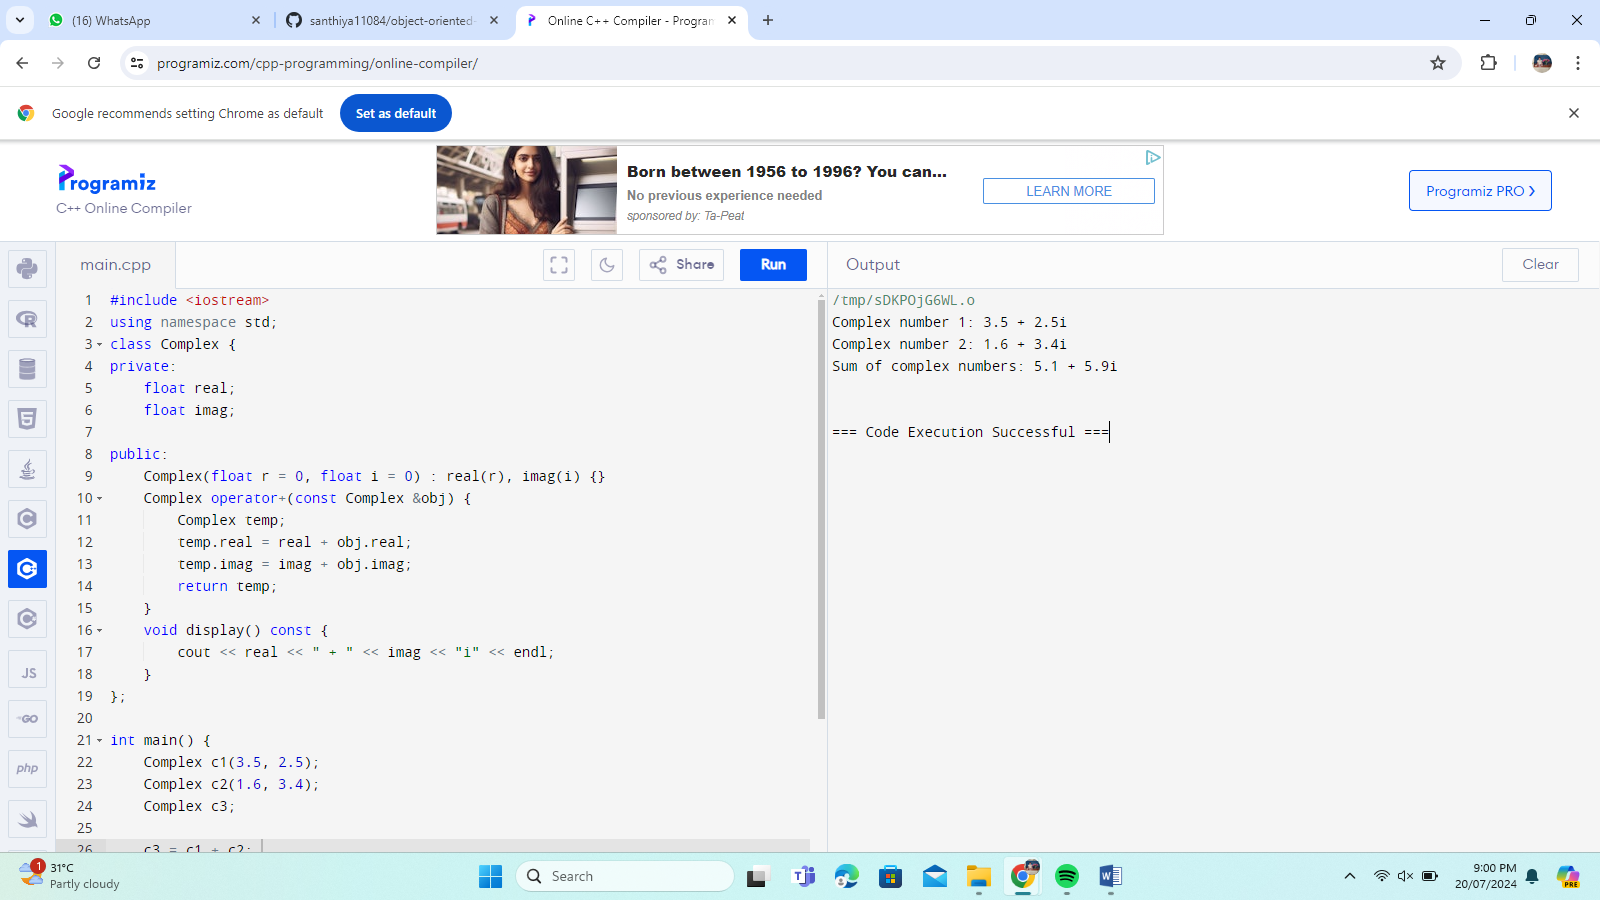 (16) WhatsApp
santhiya11084/object-oriented-
Online C++ Compiler - Program
programiz.com/cpp-programming/online-compiler/
Google recommends setting Chrome as default
Set as default
Programiz
C++ Online Compiler
Born between 1956 to 1996? You can...
No previous experience needed
sponsored by: Ta-Peat
LEARN MORE
Programiz PRO
main.cpp
Share
Run
Output
Clear
1 #include <iostream>
2 using namespace std;
3 class Complex {
4 private:
5     float real;
6     float imag;
7
8 public:
9     Complex(float r = 0, float i = 0) : real(r), imag(i) {}
10     Complex operator+(const Complex &obj) {
11         Complex temp;
12         temp.real = real + obj.real;
13         temp.imag = imag + obj.imag;
14         return temp;
15     }
16     void display() const {
17         cout << real << " + " << imag << "i" << endl;
18     }
19 };
20
21 int main() {
22     Complex c1(3.5, 2.5);
23     Complex c2(1.6, 3.4);
24     Complex c3;
25
26     c3 = c1 + c2;
/tmp/sDKPOjG6WL.o
Complex number 1: 3.5 + 2.5i
Complex number 2: 1.6 + 3.4i
Sum of complex numbers: 5.1 + 5.9i
=== Code Execution Successful ===
JS
GO
php
1
31°C
Partly cloudy
Search
PRE
9:00 PM
20/07/2024